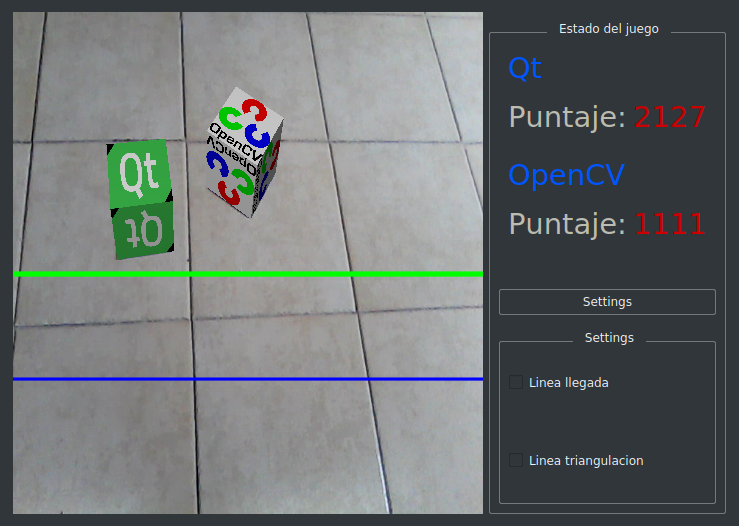 Qt
Qt
OpenCV
OpenCV
Estado del juego
Qt
Puntaje: 2127
OpenCV
Puntaje: 1111
Settings
Settings
Linea llegada
Linea triangulacion